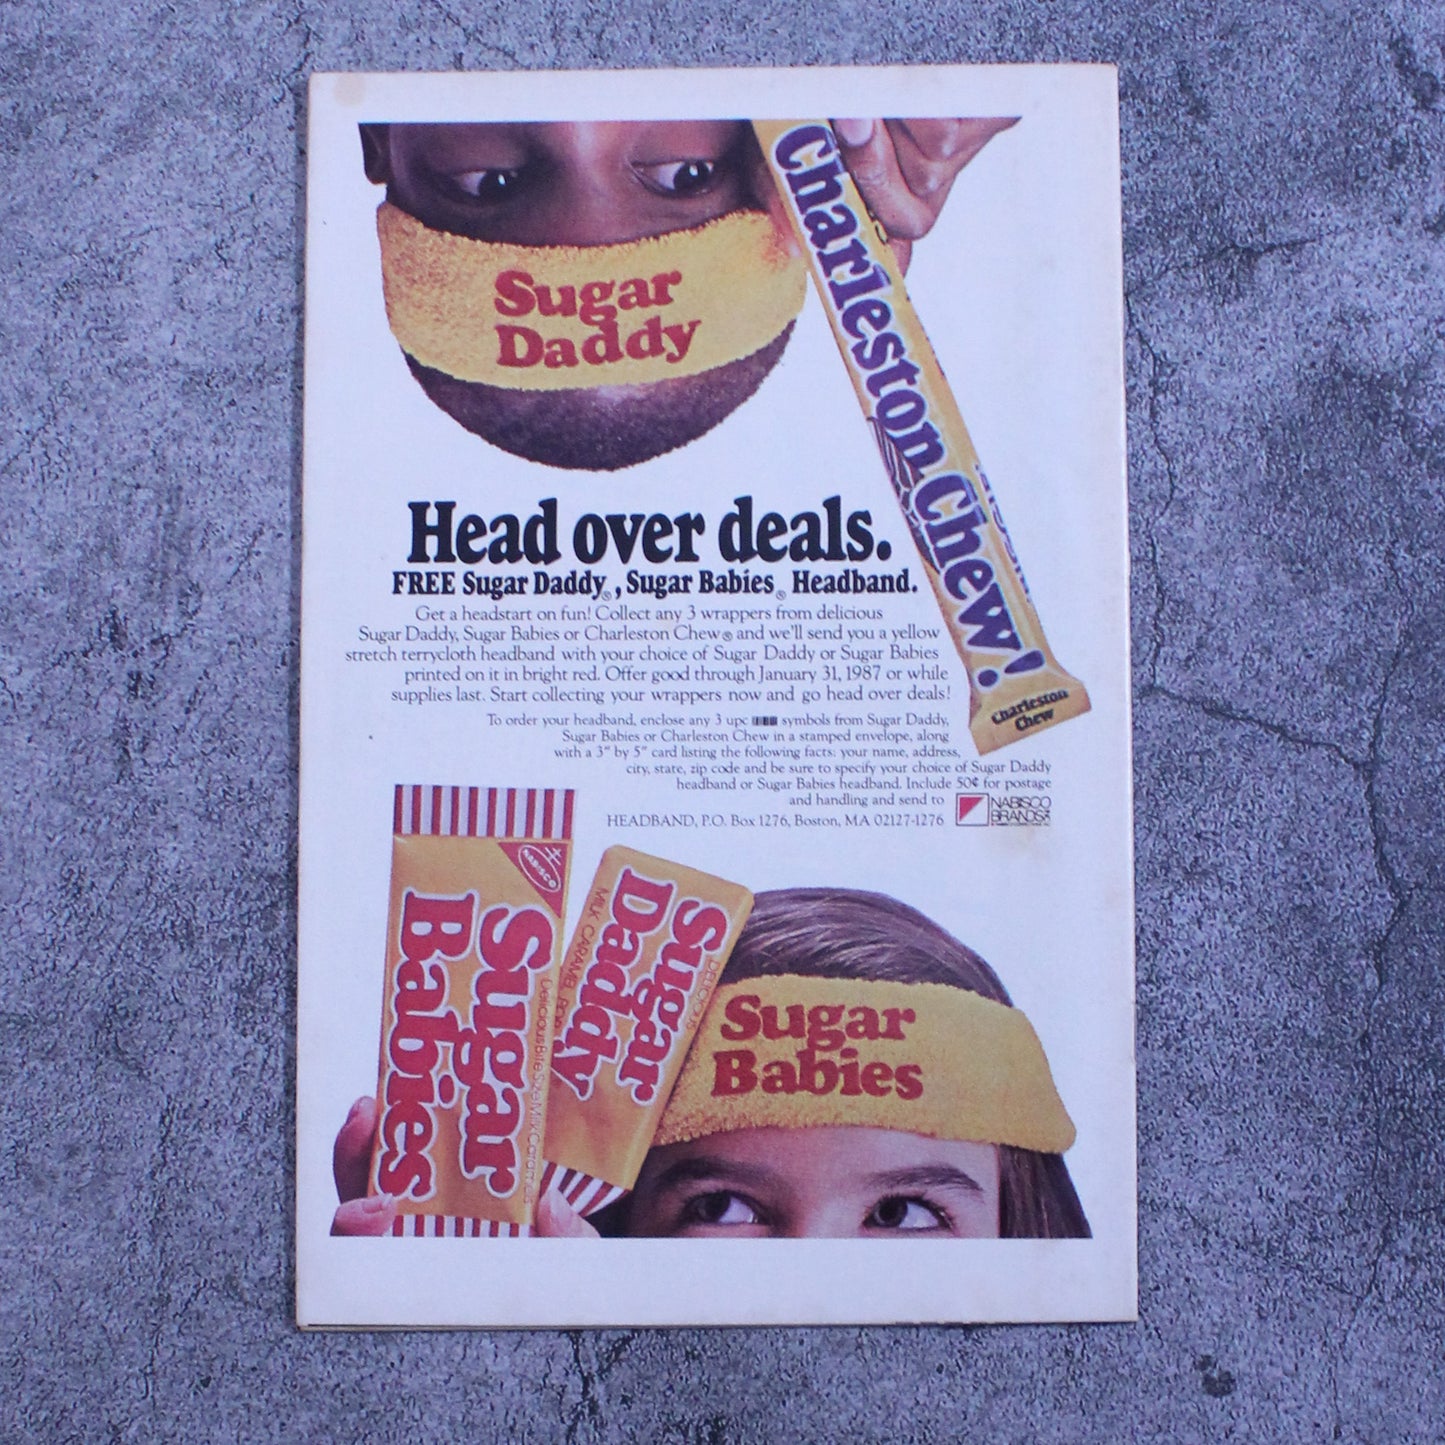 Sugar
Daddy
Charleston Chew!
Charleston
Chew
Head over deals.
FREE Sugar Daddy®, Sugar Babies® Headband.
Get a headstart on fun! Collect any 3 wrappers from delicious
Sugar Daddy, Sugar Babies or Charleston Chew® and we'll send you a yellow
stretch terrycloth headband with your choice of Sugar Daddy or Sugar Babies
printed on it in bright red. Offer good through January 31, 1987 or while
supplies last. Start collecting your wrappers now and go head over deals!
To order your headband, enclose any 3 upc symbols from Sugar Daddy,
Sugar Babies or Charleston Chew in a stamped envelope, along
with a 3" by 5" card listing the following facts: your name, address,
city, state, zip code and be sure to specify your choice of Sugar Daddy
headband or Sugar Babies headband. Include 50¢ for postage
and handling and send to
HEADBAND, P.O. Box 1276, Boston, MA 02127-1276
NABISCO
BRANDS
NABISCO
Sugar
Babies
Delicious Bite Size Milk Caramels
DELICIOUS
Sugar
Daddy
MILK CARAMEL POP
Sugar
Babies